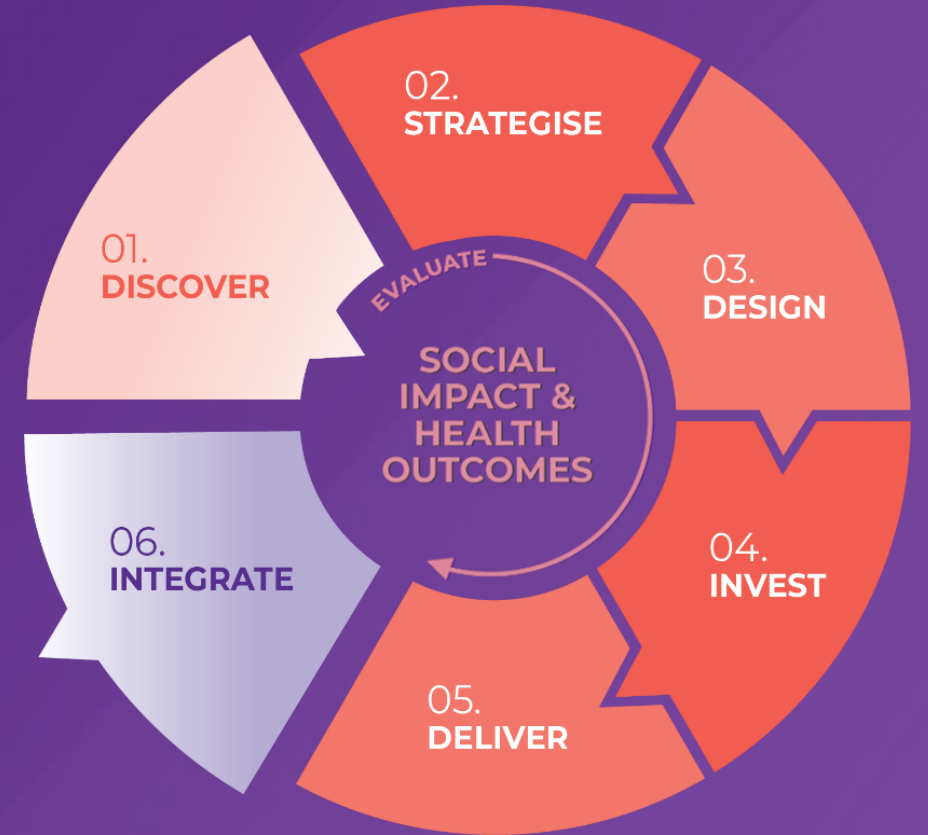 01.
DISCOVER
02.
STRATEGISE
03.
DESIGN
04.
INVEST
05.
DELIVER
06.
INTEGRATE
EVALUATE
SOCIAL
IMPACT &
HEALTH
OUTCOMES